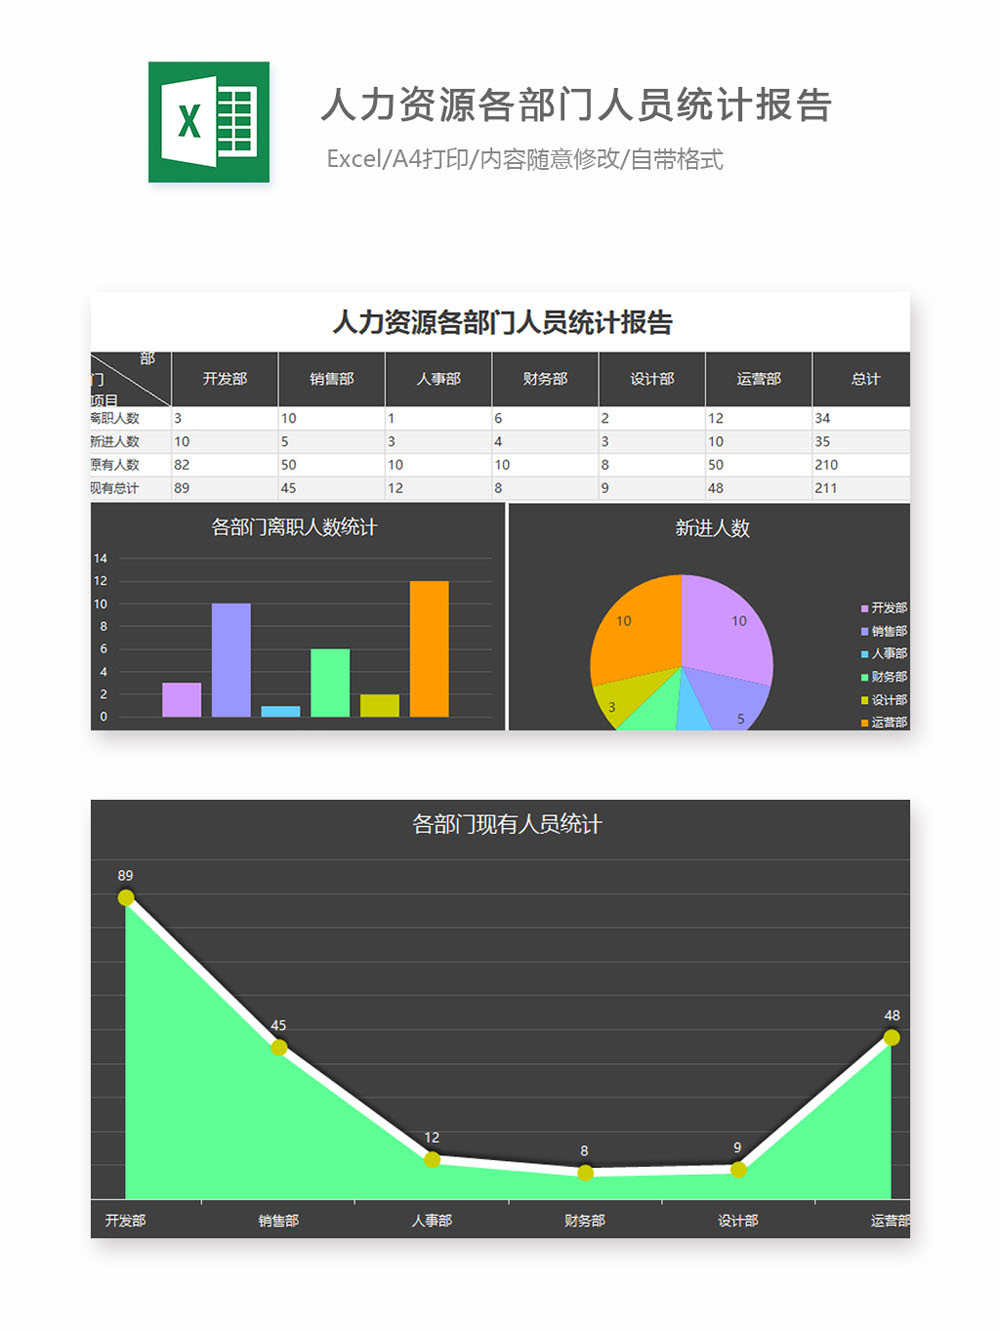 X
人力资源各部门人员统计报告
Excel/A4打印/内容随意修改/自带格式
人力资源各部门人员统计报告
部
门
项目
开发部 销售部 人事部 财务部 设计部 运营部 总计
离职人数 3 10 1 6 2 12 34
新进人数 10 5 3 4 3 10 35
原有人数 82 50 10 10 8 50 210
现有总计 89 45 12 8 9 48 211
各部门离职人数统计
14
12
10
8
6
4
2
0
新进人数
10 10
3
5
开发部
销售部
人事部
财务部
设计部
运营部
各部门现有人员统计
89
45
12
8
9
48
开发部 销售部 人事部 财务部 设计部 运营部